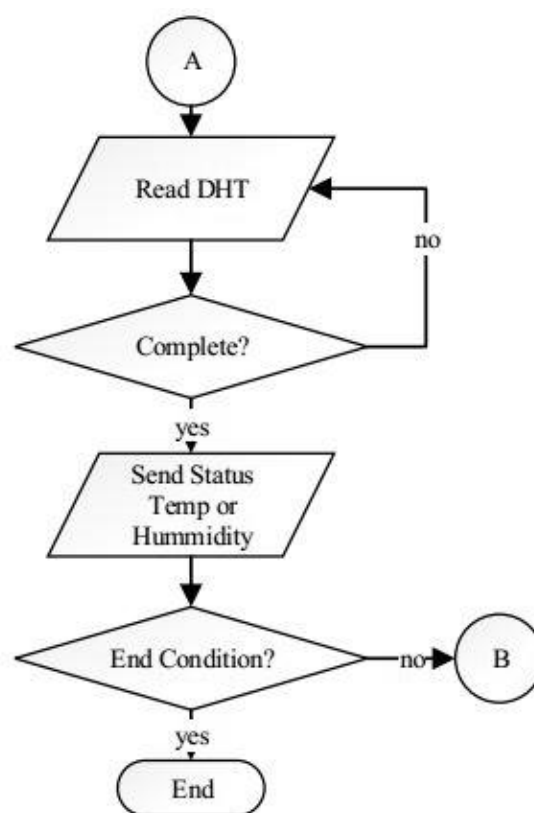 A
Read DHT
no
Complete?
yes
Send Status
Temp or
Hummidity
End Condition?
no
B
yes
End